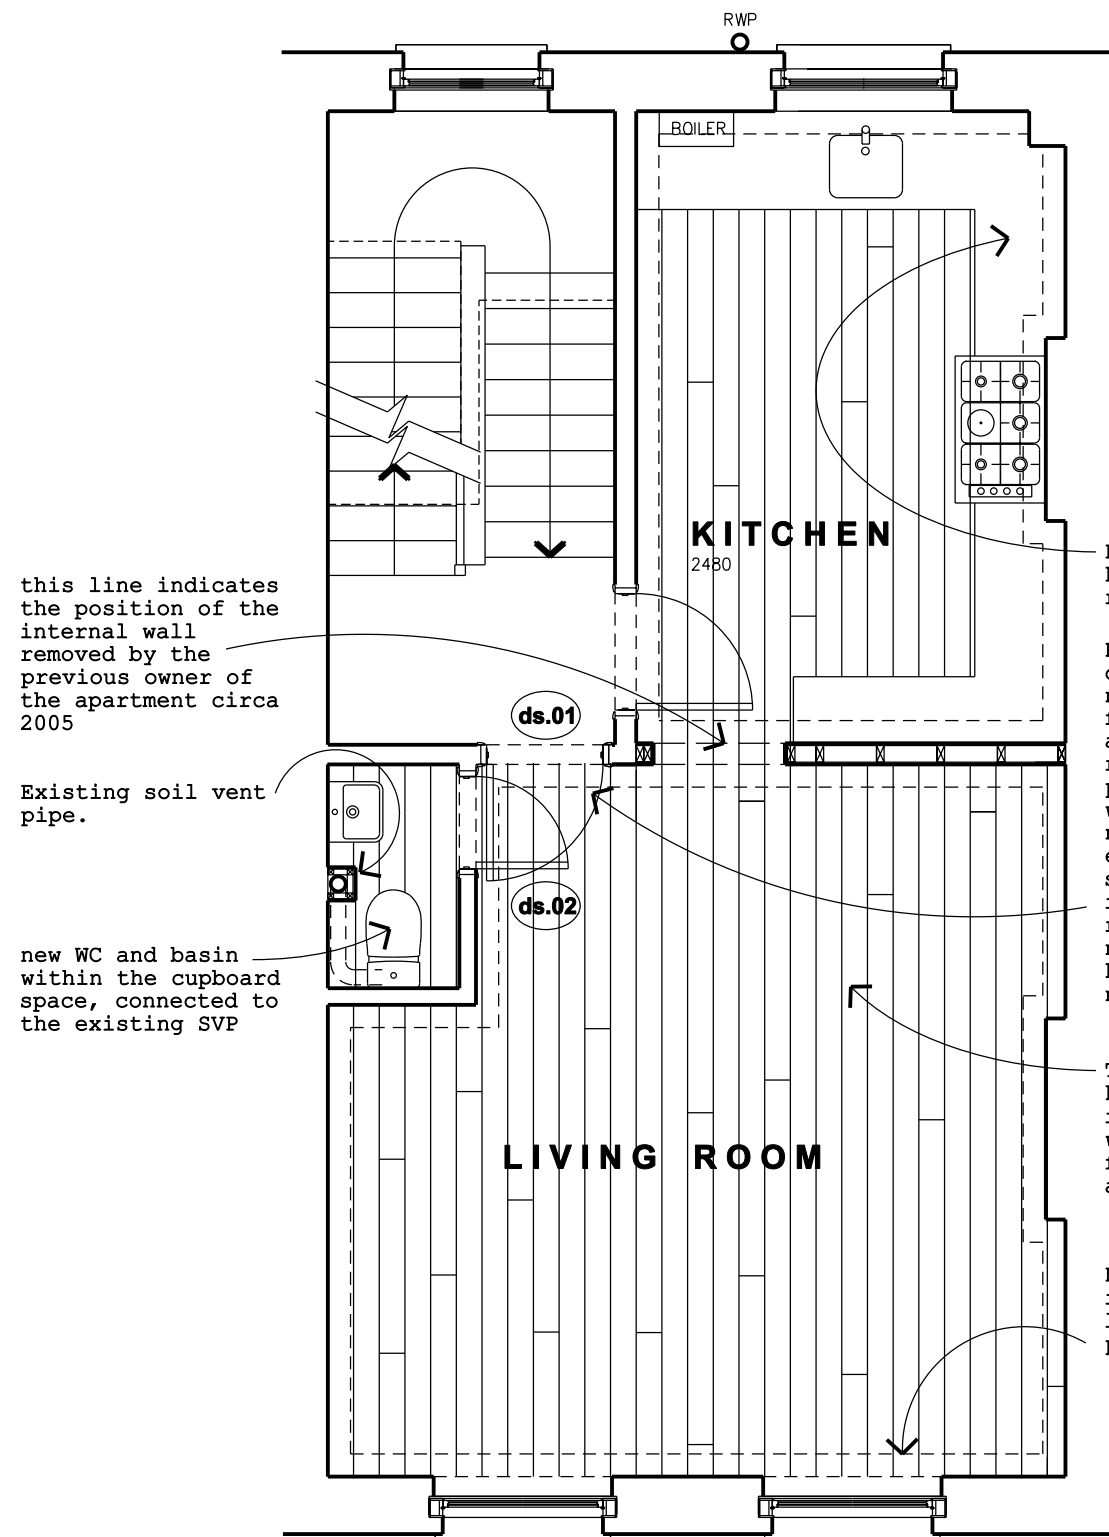 RWP
BOILER
KITCHEN
2480
this line indicates
the position of the
internal wall
removed by the
previous owner of
the apartment circa
2005
ds.01
Existing soil vent
pipe.
ds.02
new WC and basin
within the cupboard
space, connected to
the existing SVP
LIVING ROOM